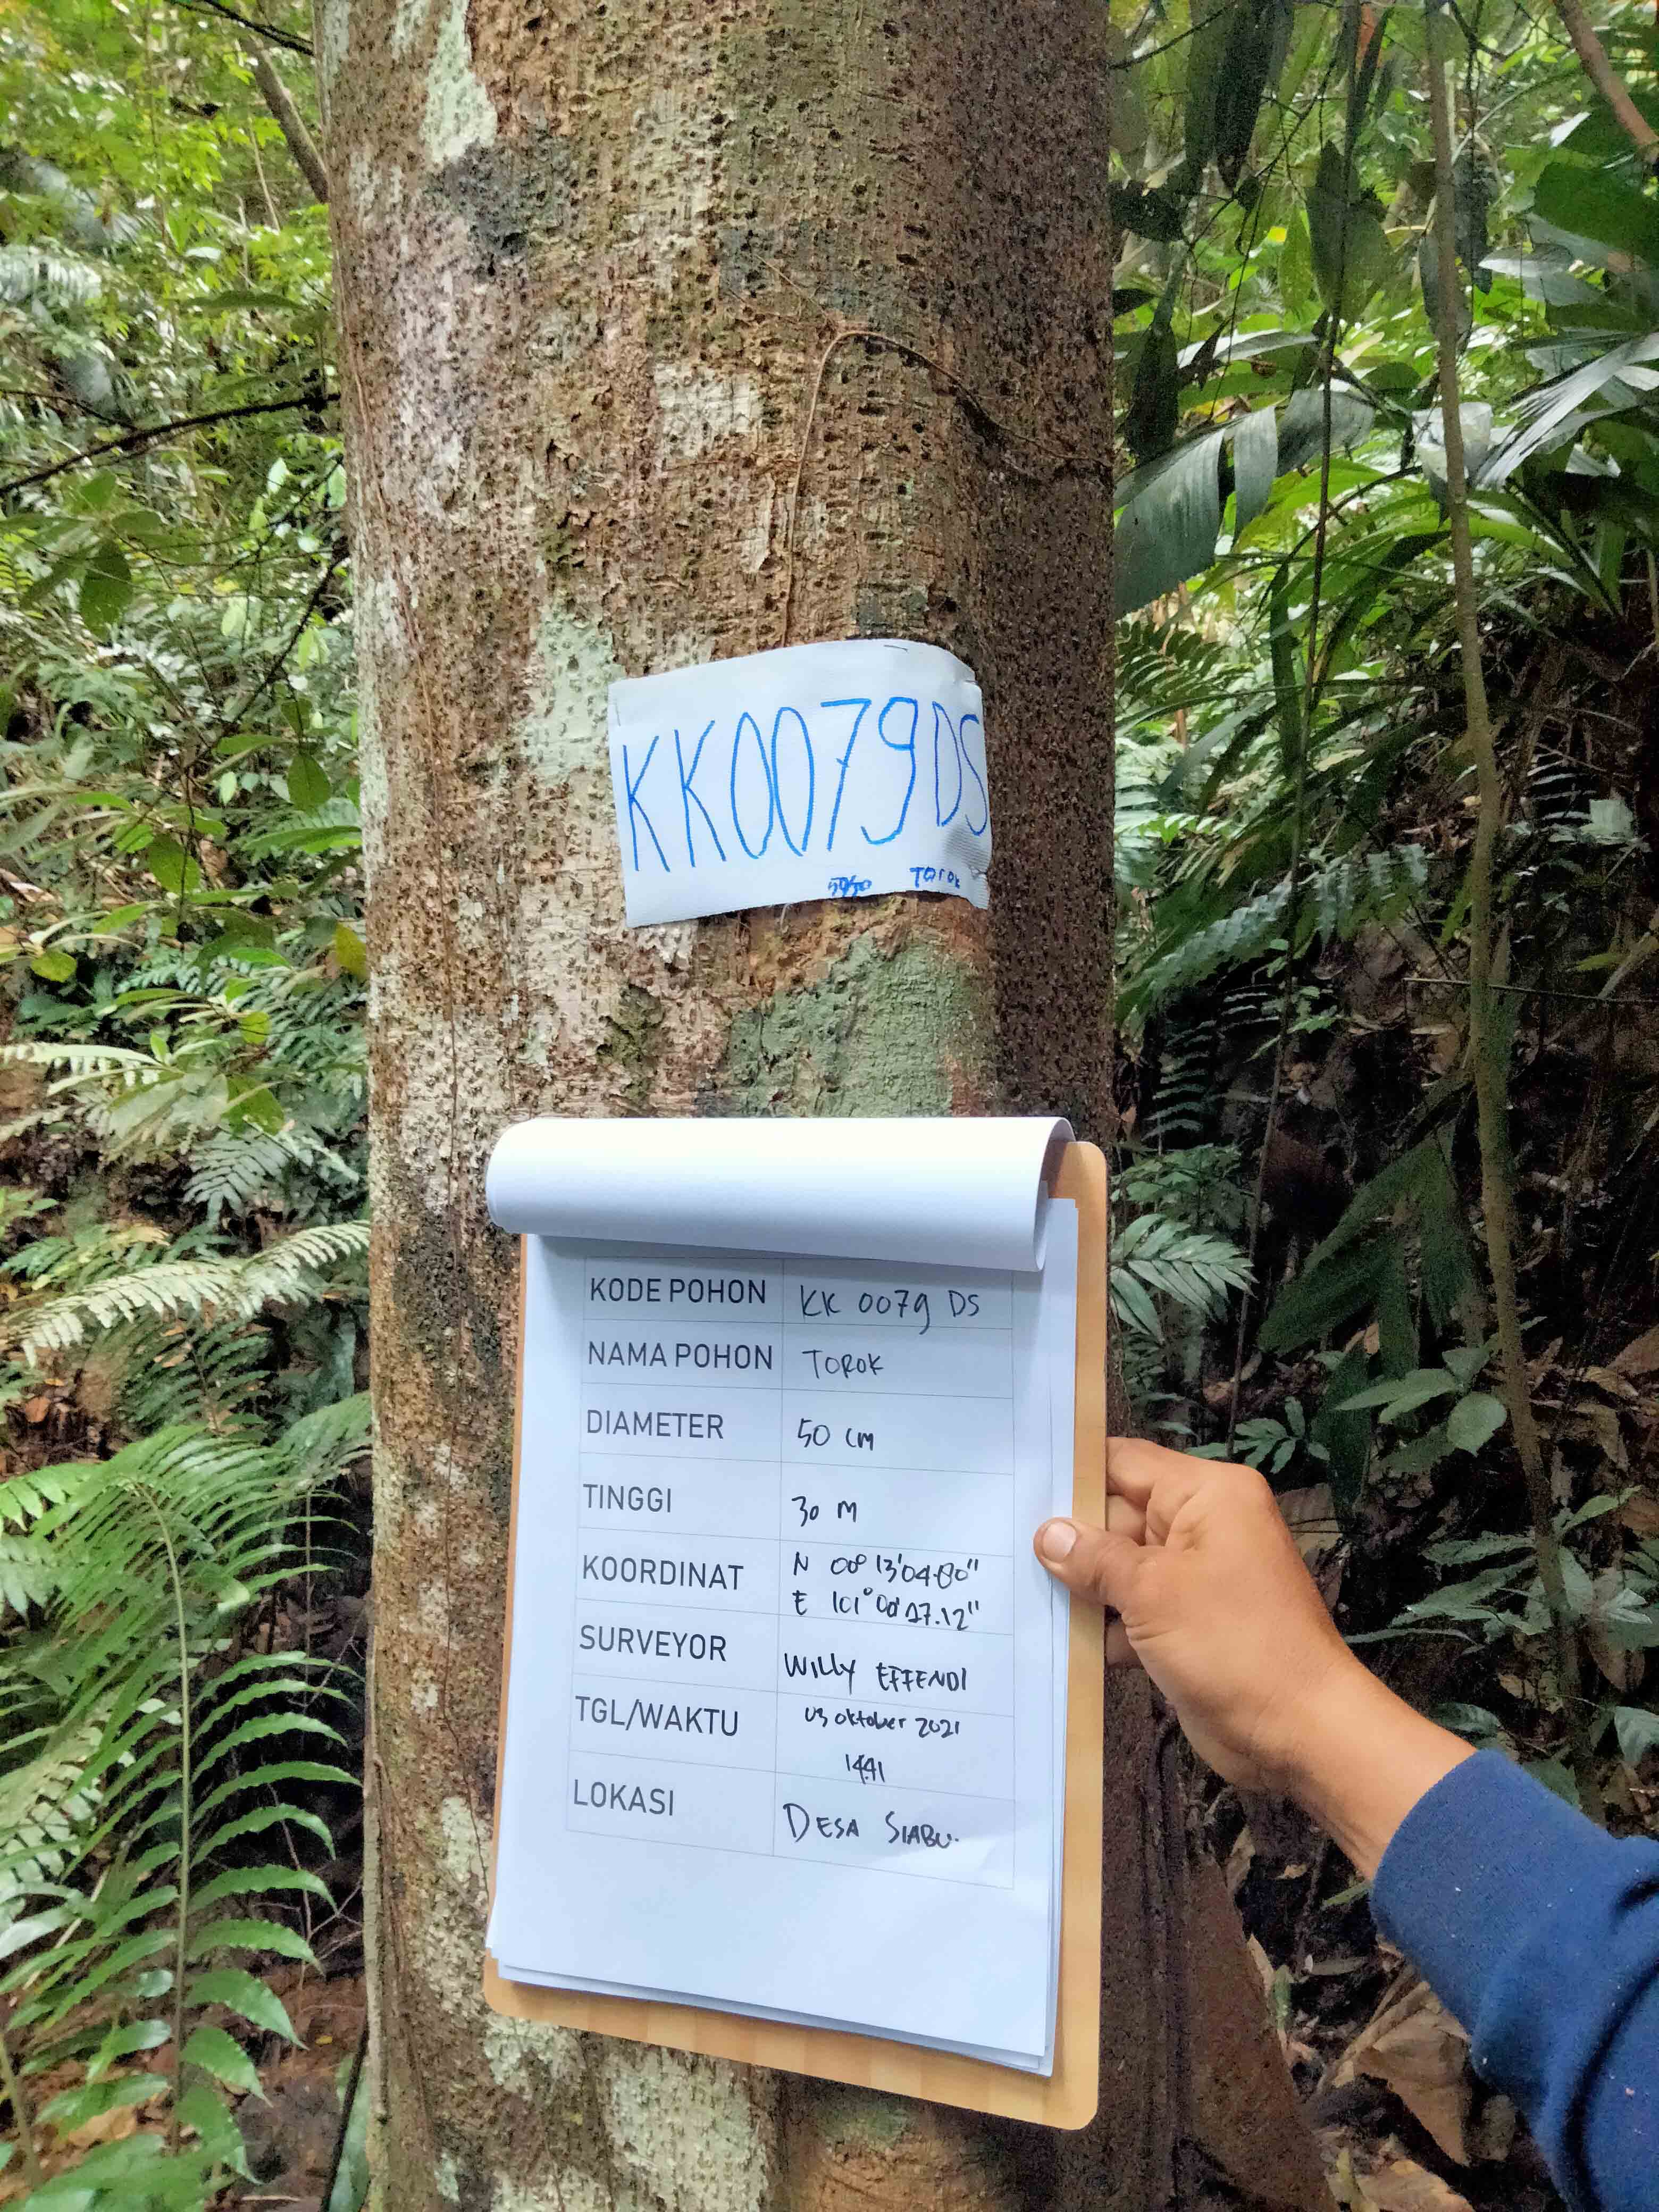 KK0079DS
Torok
KODE POHON KK 0079 DS
NAMA POHON TOROK
DIAMETER 50 CM
TINGGI 30 M
KOORDINAT N 00° 13'04.80"
E 101° 00' 27.12"
SURVEYOR WILLY EFFENDI
TGL/WAKTU 03 Oktober 2021
1441
LOKASI DESA SIABU.